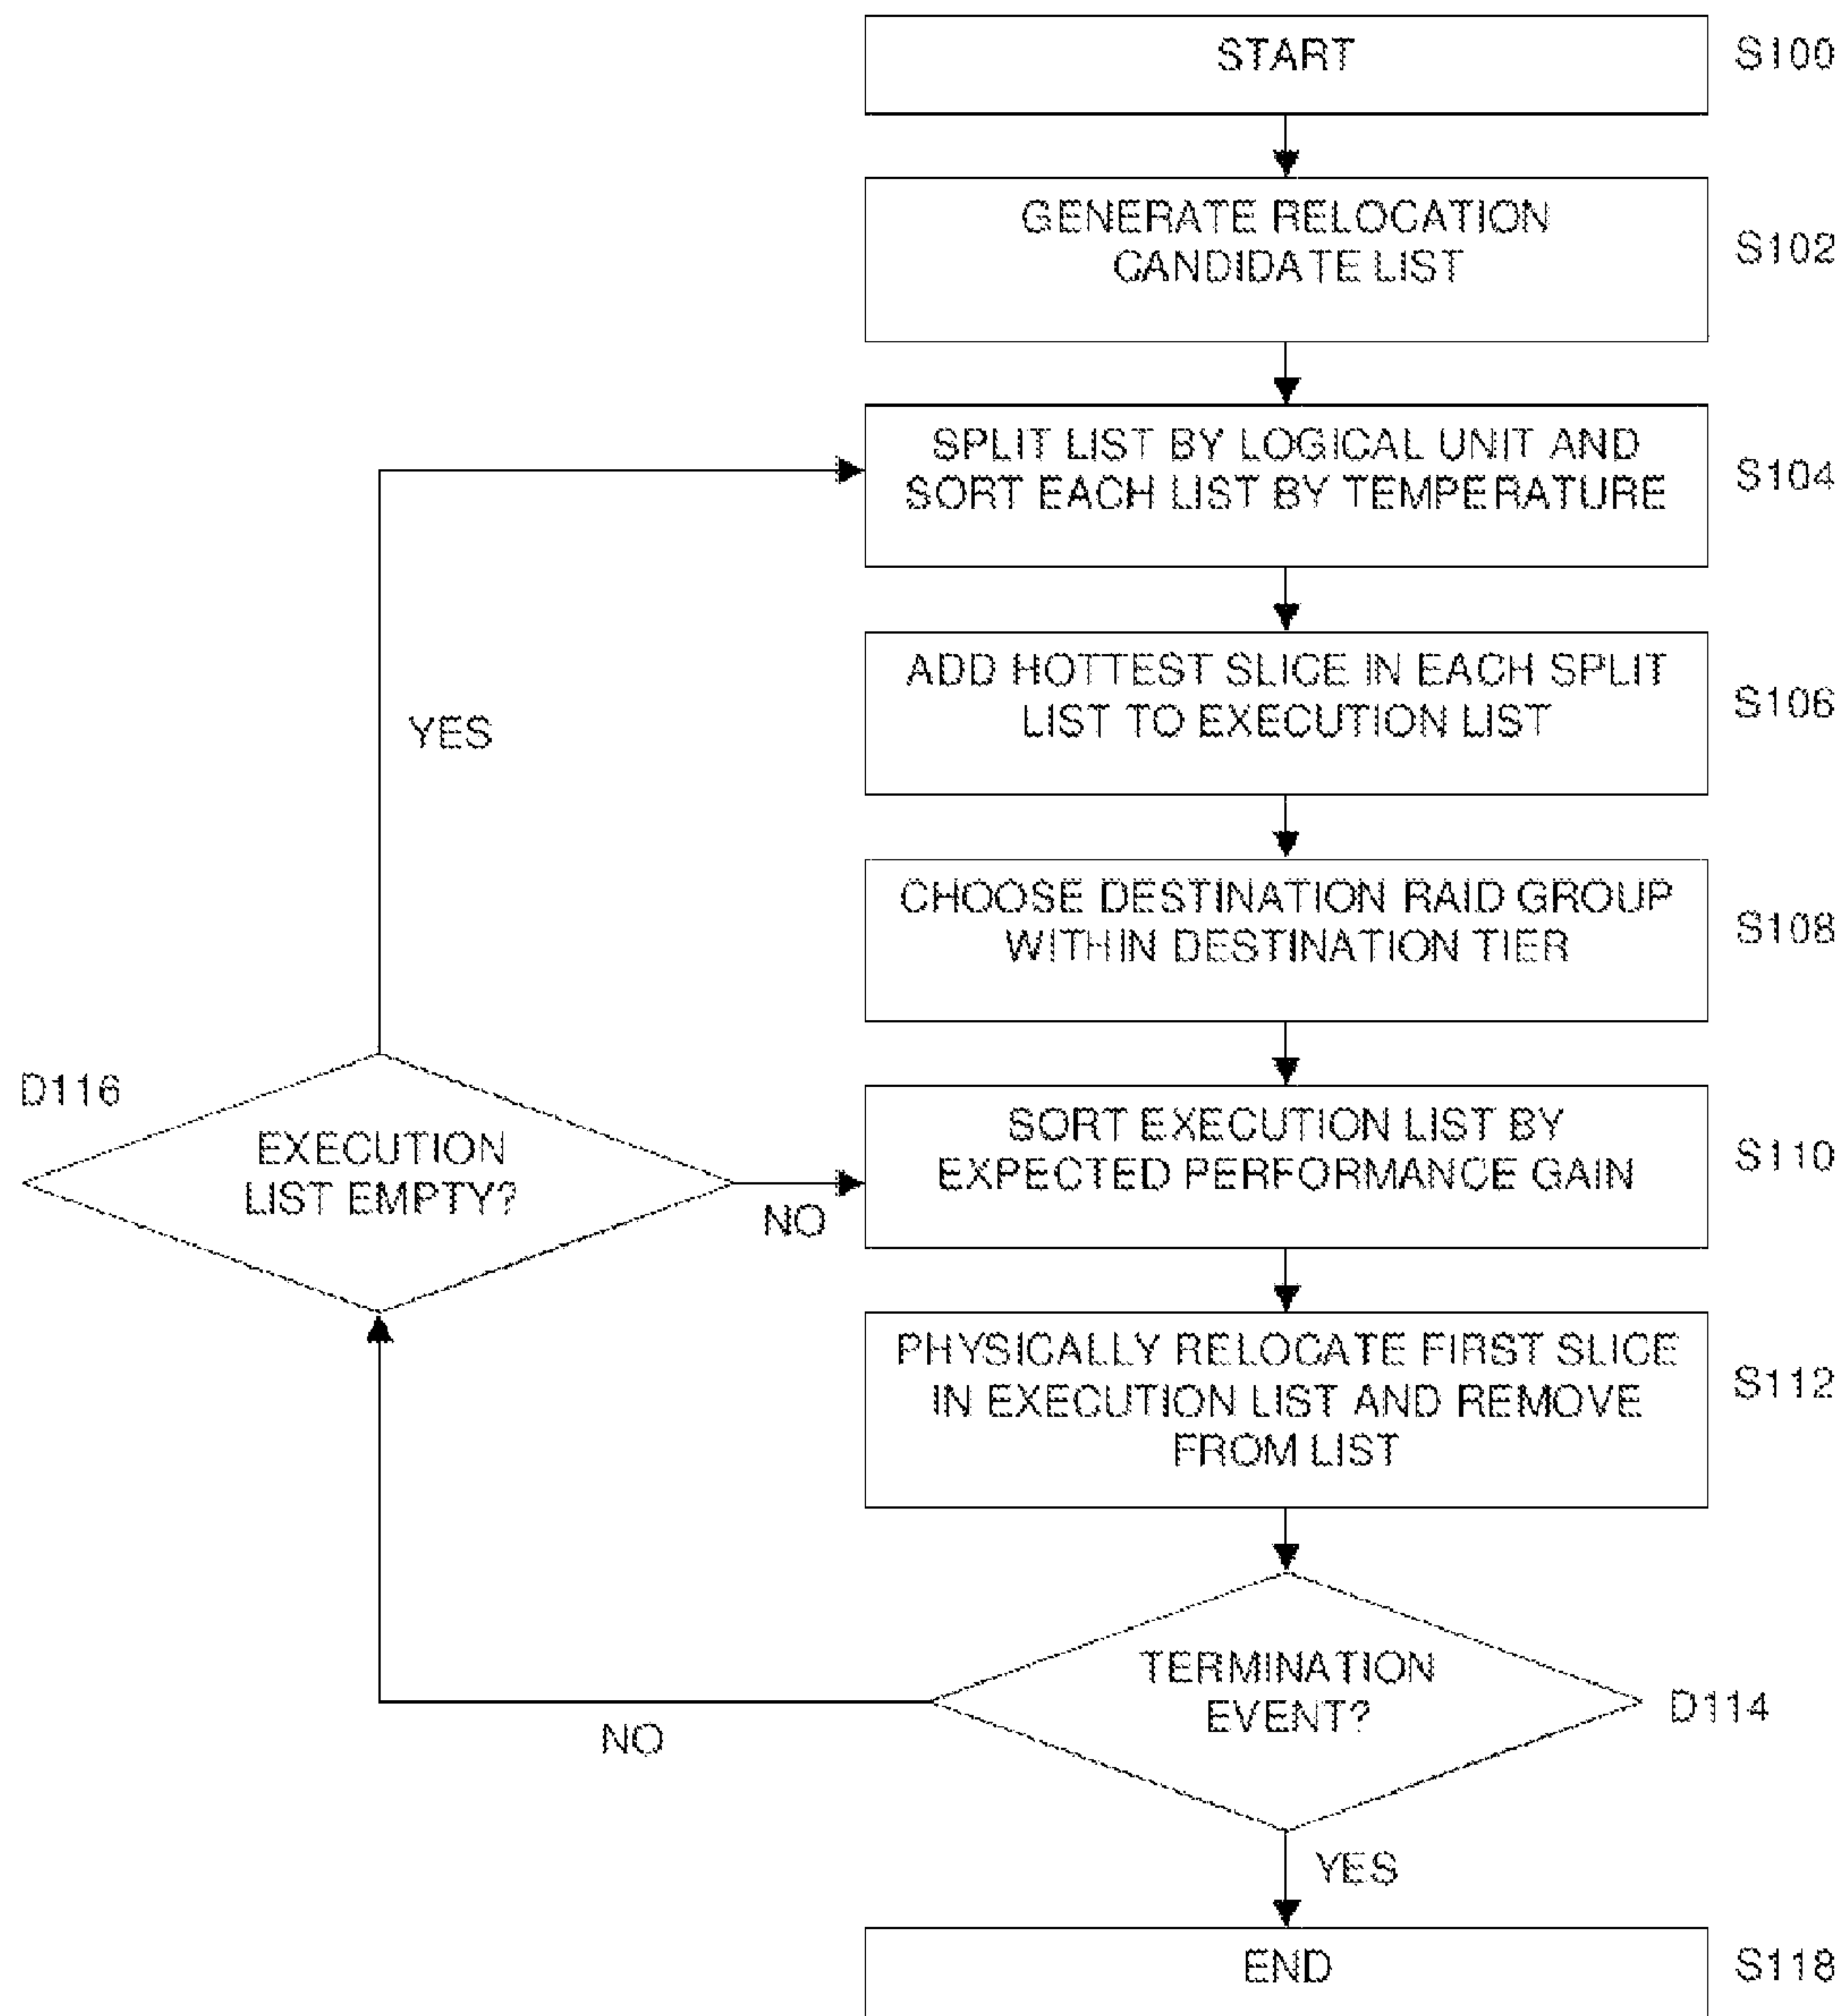 START
S100
GENERATE RELOCATION
CANDIDATE LIST
S102
SPLIT LIST BY LOGICAL UNIT AND
SORT EACH LIST BY TEMPERATURE
S104
ADD HOTTEST SLICE IN EACH SPLIT
LIST TO EXECUTION LIST
S106
YES
CHOOSE DESTINATION RAID GROUP
WITHIN DESTINATION TIER
S108
D116
EXECUTION
LIST EMPTY?
NO
SORT EXECUTION LIST BY
EXPECTED PERFORMANCE GAIN
S110
PHYSICALLY RELOCATE FIRST SLICE
IN EXECUTION LIST AND REMOVE
FROM LIST
S112
TERMINATION
EVENT?
D114
NO
YES
END
S118